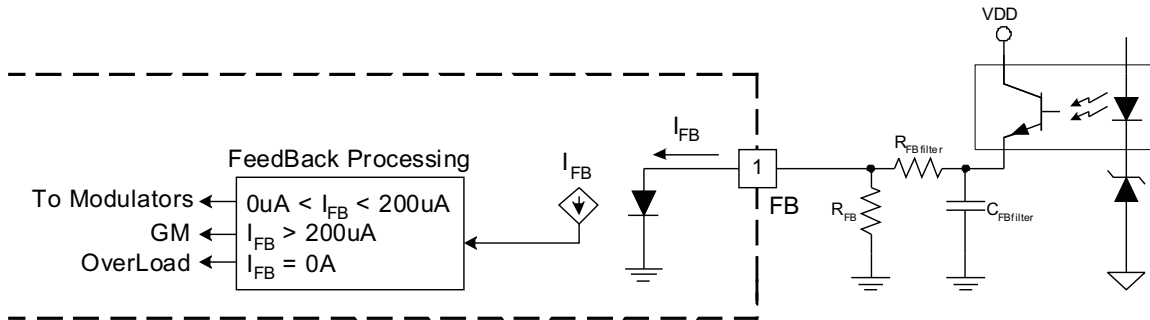 VDD
I_FB
R_FBfilter
FeedBack Processing
I_FB
1
FB
R_FB
C_FBfilter
To Modulators
0uA < I_FB < 200uA
GM
I_FB > 200uA
OverLoad
I_FB = 0A